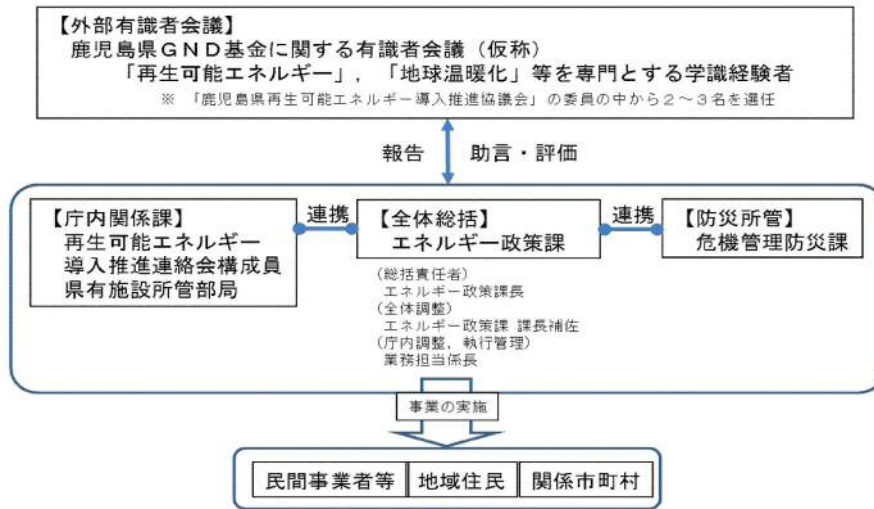 【外部有識者会議】
鹿児島県GND基金に関する有識者会議(仮称)
「再生可能エネルギー」,「地球温暖化」等を専門とする学識経験者
※ 「鹿児島県再生可能エネルギー導入推進協議会」の委員の中から2~3名を選任
報告 助言・評価
【庁内関係課】
再生可能エネルギー
導入推進連絡会構成員
県有施設所管部局
連携
【全体総括】
エネルギー政策課
連携
【防災所管】
危機管理防災課
(総括責任者)
エネルギー政策課長
(全体調整)
エネルギー政策課 課長補佐
(庁内調整,執行管理)
業務担当係長
事業の実施
民間事業者等 地域住民 関係市町村